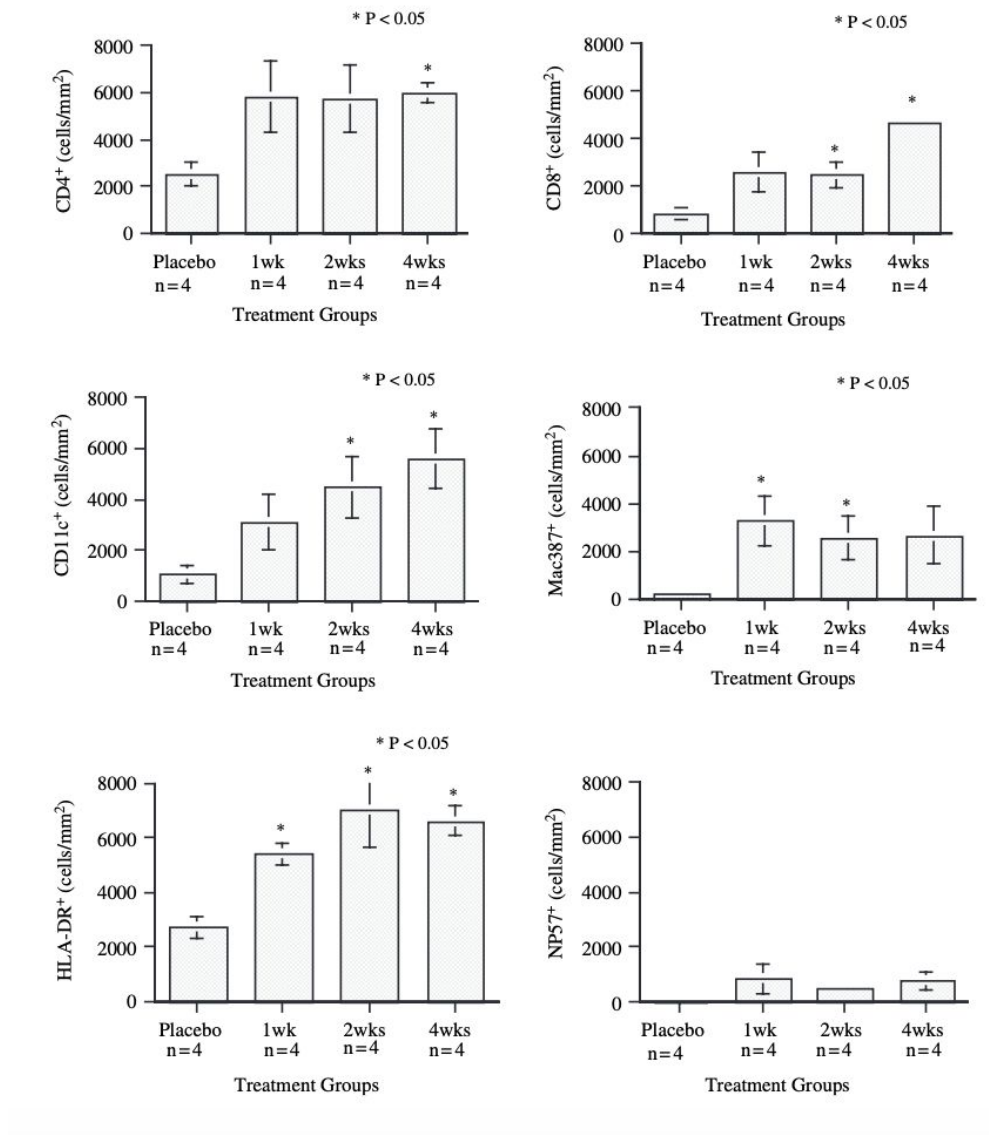 * P < 0.05
CD4⁺ (cells/mm²)
8000
6000
4000
2000
0
*
Placebo 1wk 2wks 4wks
n=4 n=4 n=4 n=4
Treatment Groups
* P < 0.05
CD8⁺ (cells/mm²)
8000
6000
4000
2000
0
*
*
Placebo 1wk 2wks 4wks
n=4 n=4 n=4 n=4
Treatment Groups
* P < 0.05
CD11c⁺ (cells/mm²)
8000
6000
4000
2000
0
*
*
Placebo 1wk 2wks 4wks
n=4 n=4 n=4 n=4
Treatment Groups
* P < 0.05
Mac387⁺ (cells/mm²)
8000
6000
4000
2000
0
*
*
Placebo 1wk 2wks 4wks
n=4 n=4 n=4 n=4
Treatment Groups
* P < 0.05
HLA-DR⁺ (cells/mm²)
8000
6000
4000
2000
0
*
*
*
Placebo 1wk 2wks 4wks
n=4 n=4 n=4 n=4
Treatment Groups
NP57⁺ (cells/mm²)
8000
6000
4000
2000
0
Placebo 1wk 2wks 4wks
n=4 n=4 n=4 n=4
Treatment Groups